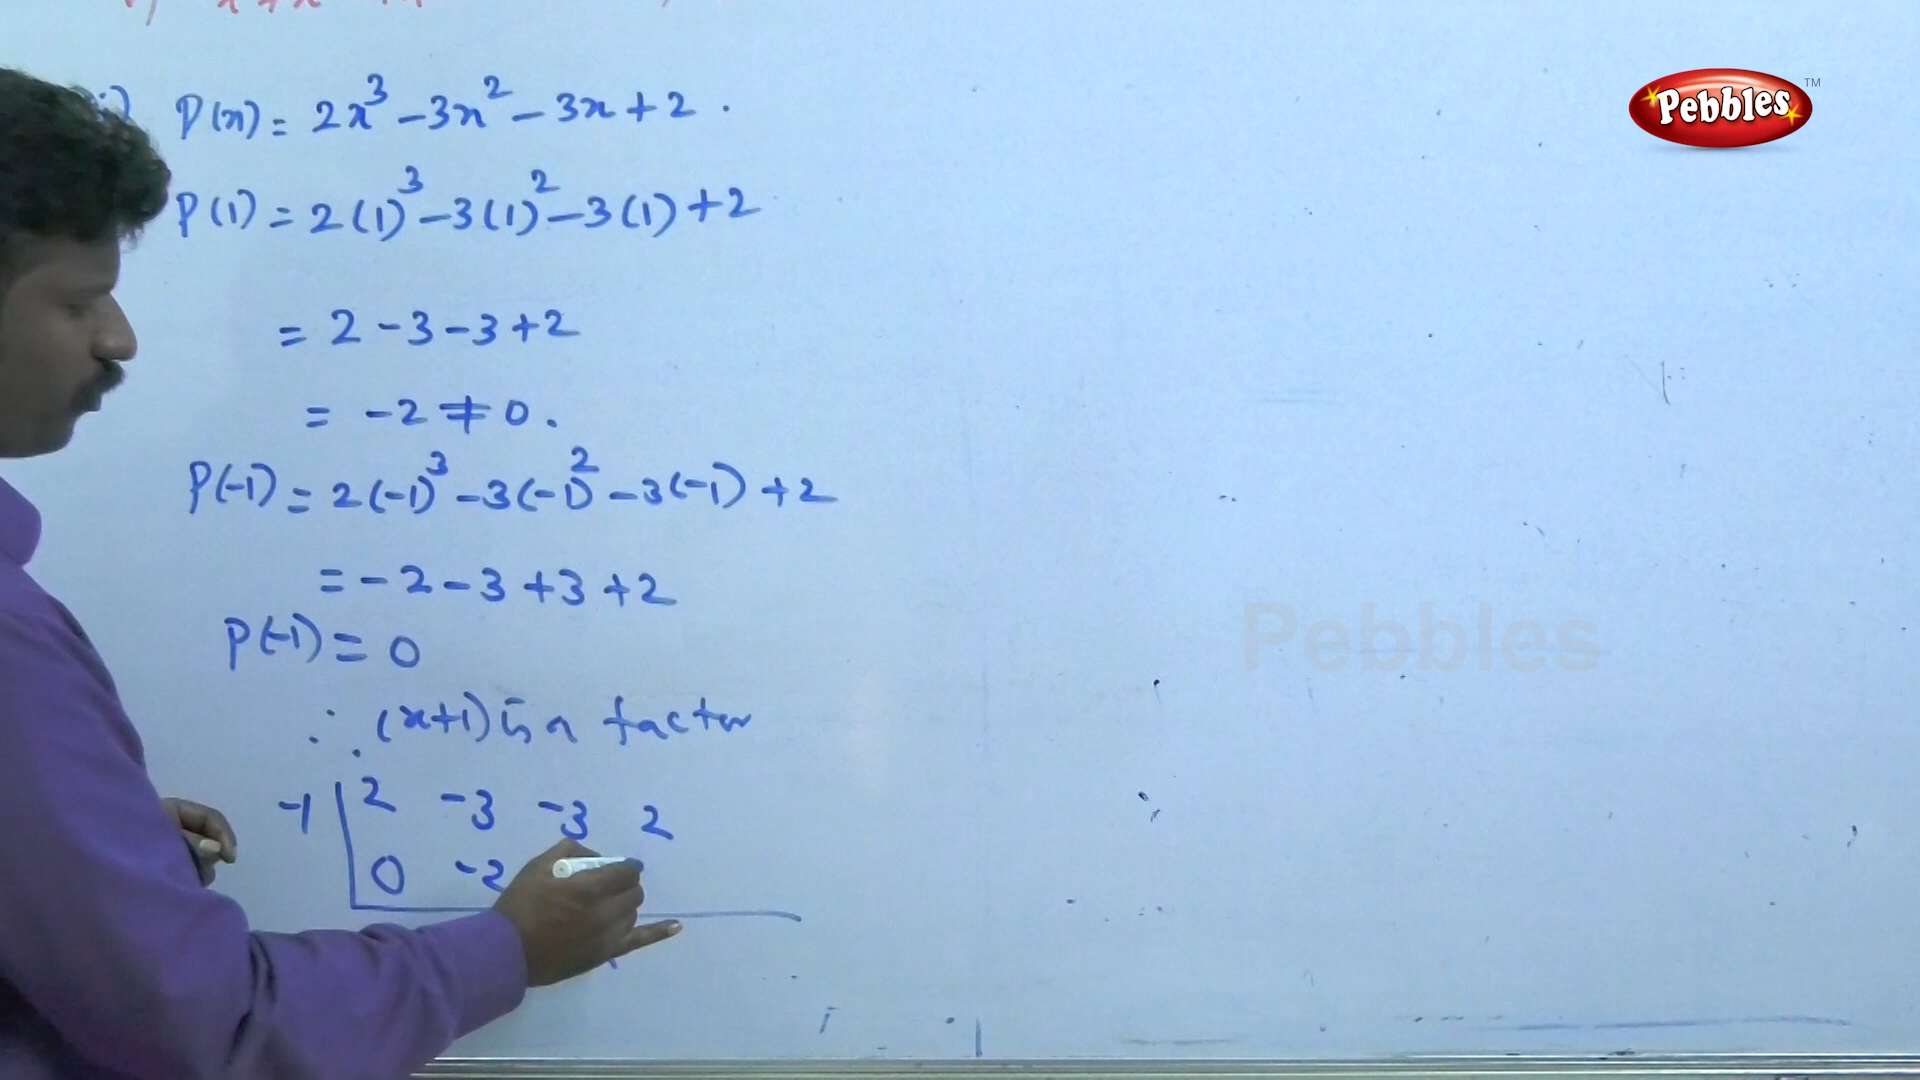 Pebbles TM
P(x) = 2x³ - 3x² - 3x + 2 .
P(1) = 2(1)³ - 3(1)² - 3(1) + 2
= 2 - 3 - 3 + 2
= -2 ≠ 0 .
P(-1) = 2(-1)³ - 3(-1)² - 3(-1) + 2
= -2 - 3 + 3 + 2
P(-1) = 0
∴ (x+1) is a factor
-1 | 2 -3 -3 2
0 -2
Pebbles